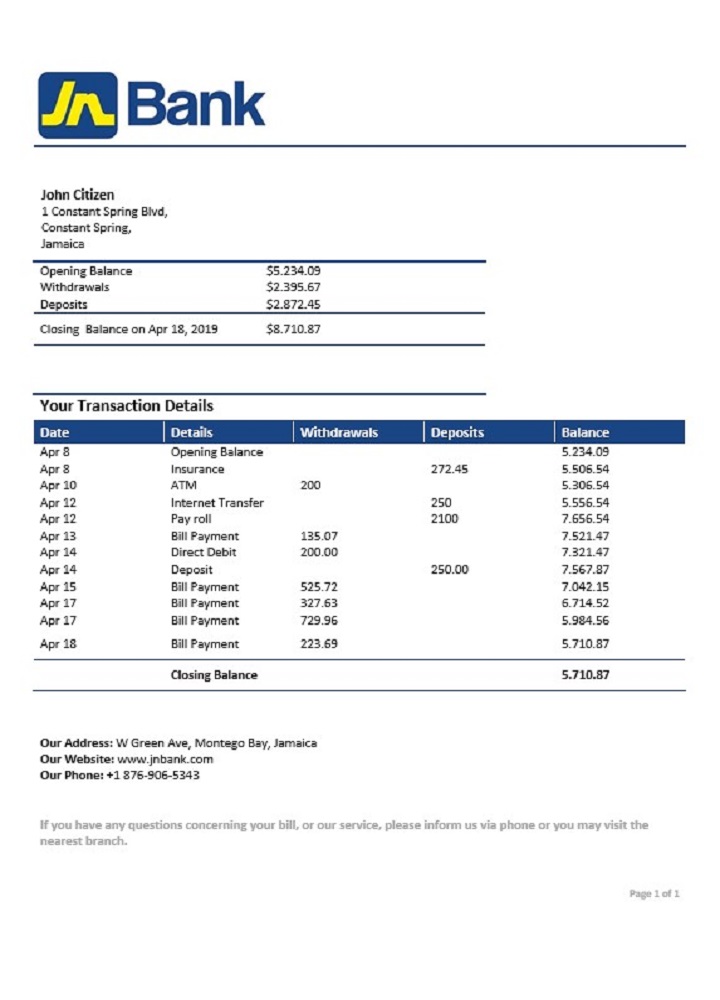 Jn Bank
John Citizen
1 Constant Spring Blvd,
Constant Spring,
Jamaica
Opening Balance $5.234.09
Withdrawals $2.395.67
Deposits $2.872.45
Closing Balance on Apr 18, 2019 $8.710.87
Your Transaction Details
Date Details Withdrawals Deposits Balance
Apr 8 Opening Balance 5.234.09
Apr 8 Insurance 272.45 5.506.54
Apr 10 ATM 200 5.306.54
Apr 12 Internet Transfer 250 5.556.54
Apr 12 Pay roll 2100 7.656.54
Apr 13 Bill Payment 135.07 7.521.47
Apr 14 Direct Debit 200.00 7.321.47
Apr 14 Deposit 250.00 7.567.87
Apr 15 Bill Payment 525.72 7.042.15
Apr 17 Bill Payment 327.63 6.714.52
Apr 17 Bill Payment 729.96 5.984.56
Apr 18 Bill Payment 223.69 5.710.87
Closing Balance 5.710.87
Our Address: W Green Ave, Montego Bay, Jamaica
Our Website: www.jnbank.com
Our Phone: +1 876-906-5343
If you have any questions concerning your bill, or our service, please inform us via phone or you may visit the
nearest branch.
Page 1 of 1